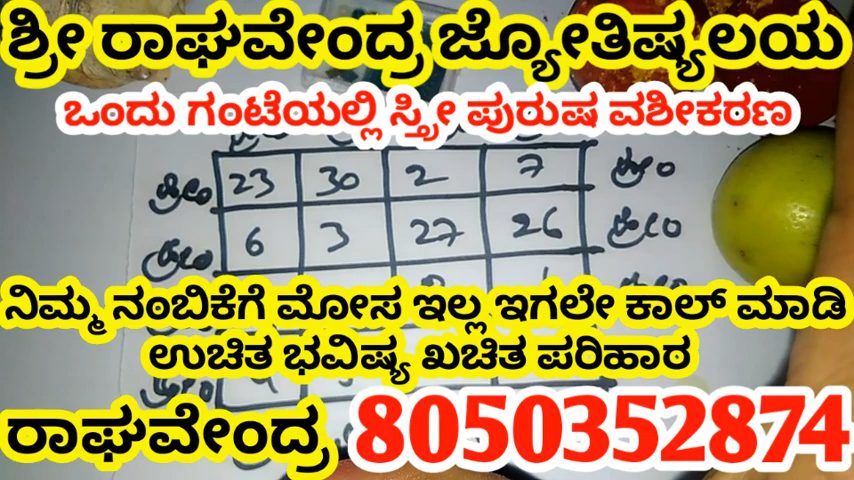 ಶ್ರೀ ರಾಘವೇಂದ್ರ ಜ್ಯೋತಿಷ್ಯಲಯ
ಒಂದು ಗಂಟೆಯಲ್ಲಿ ಸ್ತ್ರೀ ಪುರುಷ ವಶೀಕರಣ
23 30 2 7
6 3 27 26
ನಿಮ್ಮ ನಂಬಿಕೆಗೆ ಮೋಸ ಇಲ್ಲ ಇಗಲೇ ಕಾಲ್ ಮಾಡಿ
ಉಚಿತ ಭವಿಷ್ಯ ಖಚಿತ ಪರಿಹಾರ
ರಾಘವೇಂದ್ರ 8050352874